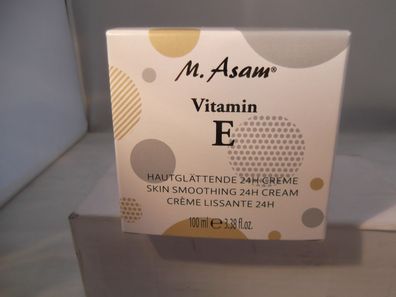 M. Asam®
Vitamin
E
HAUTGLÄTTENDE 24H CREME
SKIN SMOOTHING 24H CREAM
CRÈME LISSANTE 24H
100 ml ℮ 3.38 fl.oz.